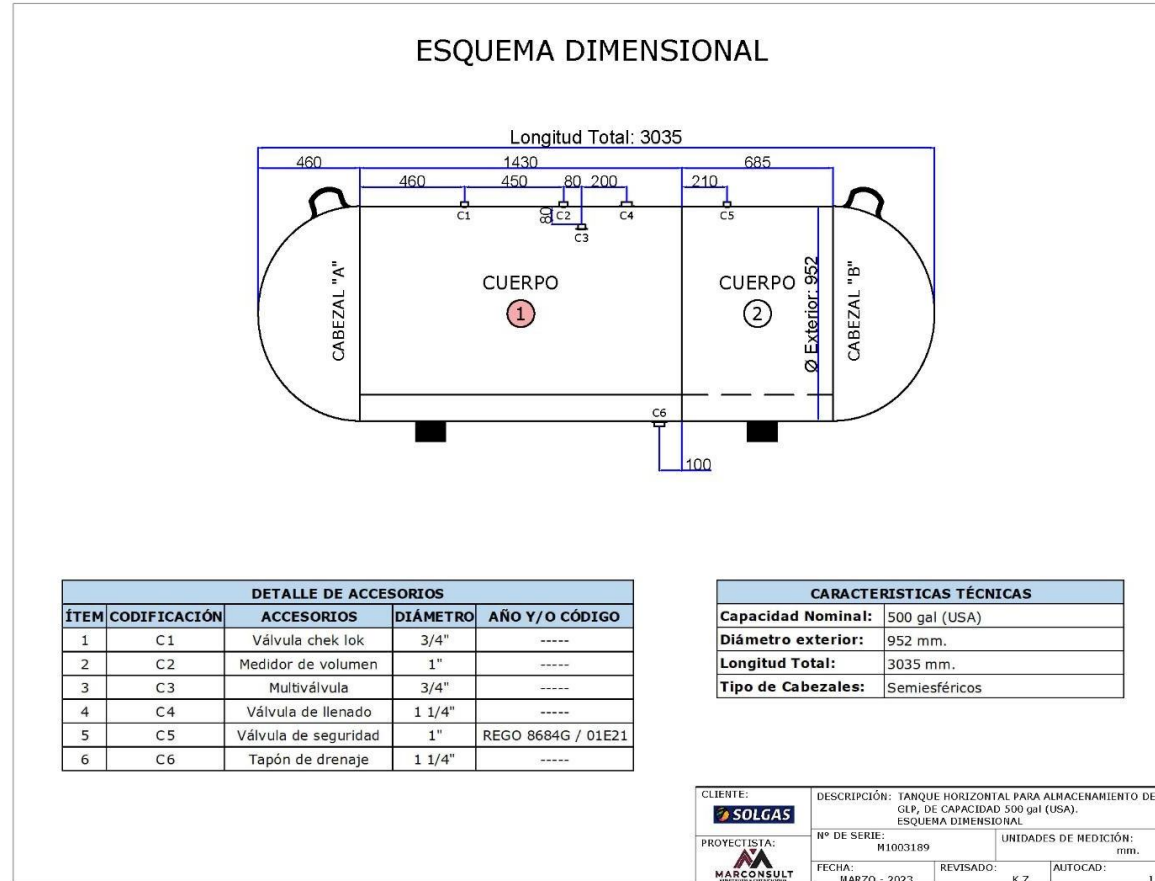 ESQUEMA DIMENSIONAL
Longitud Total: 3035
460 1430 685
460 450 80 200 210
80
C1 C2 C3 C4 C5
CABEZAL "A"
CUERPO
1
CUERPO
2
Ø Exterior: 952
CABEZAL "B"
C6
100
DETALLE DE ACCESORIOS
ÍTEM CODIFICACIÓN ACCESORIOS DIÁMETRO AÑO Y/O CÓDIGO
1 C1 Válvula chek lok 3/4" -----
2 C2 Medidor de volumen 1" -----
3 C3 Multiválvula 3/4" -----
4 C4 Válvula de llenado 1 1/4" -----
5 C5 Válvula de seguridad 1" REGO 8684G / 01E21
6 C6 Tapón de drenaje 1 1/4" -----
CARACTERISTICAS TÉCNICAS
Capacidad Nominal: 500 gal (USA)
Diámetro exterior: 952 mm.
Longitud Total: 3035 mm.
Tipo de Cabezales: Semiesféricos
CLIENTE:
SOLGAS
DESCRIPCIÓN: TANQUE HORIZONTAL PARA ALMACENAMIENTO DE
GLP, DE CAPACIDAD 500 gal (USA).
ESQUEMA DIMENSIONAL
PROYECTISTA:
MARCONSULT
Nº DE SERIE:
M1003189
UNIDADES DE MEDICIÓN:
mm.
FECHA:
MARZO - 2023
REVISADO:
K.Z.
AUTOCAD: